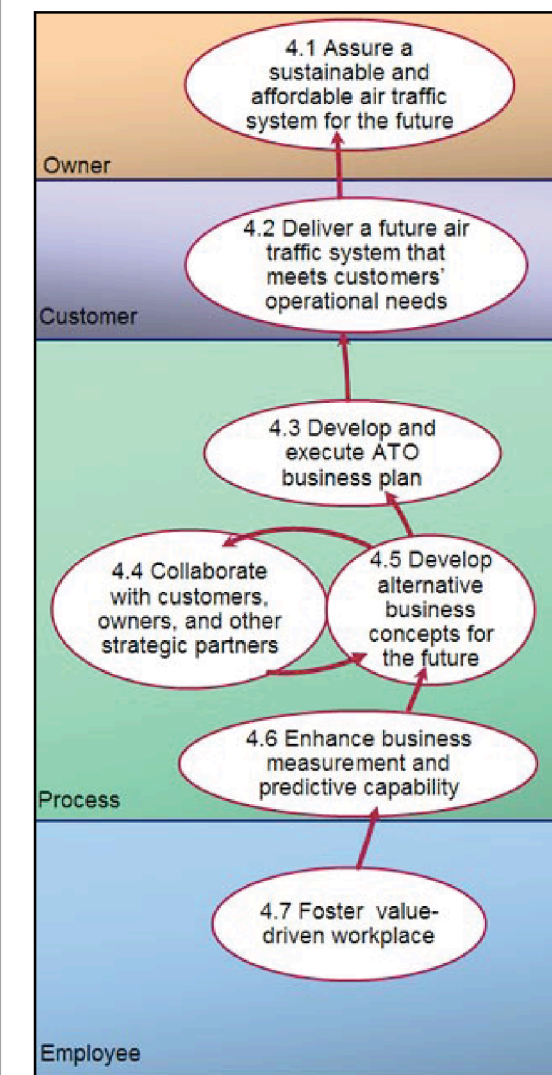 4.1 Assure a
sustainable and
affordable air traffic
system for the future
Owner
4.2 Deliver a future air
traffic system that
meets customers'
operational needs
Customer
4.3 Develop and
execute ATO
business plan
4.4 Collaborate
with customers,
owners, and other
strategic partners
4.5 Develop
alternative
business
concepts for
the future
4.6 Enhance business
measurement and
predictive capability
Process
4.7 Foster value-
driven workplace
Employee